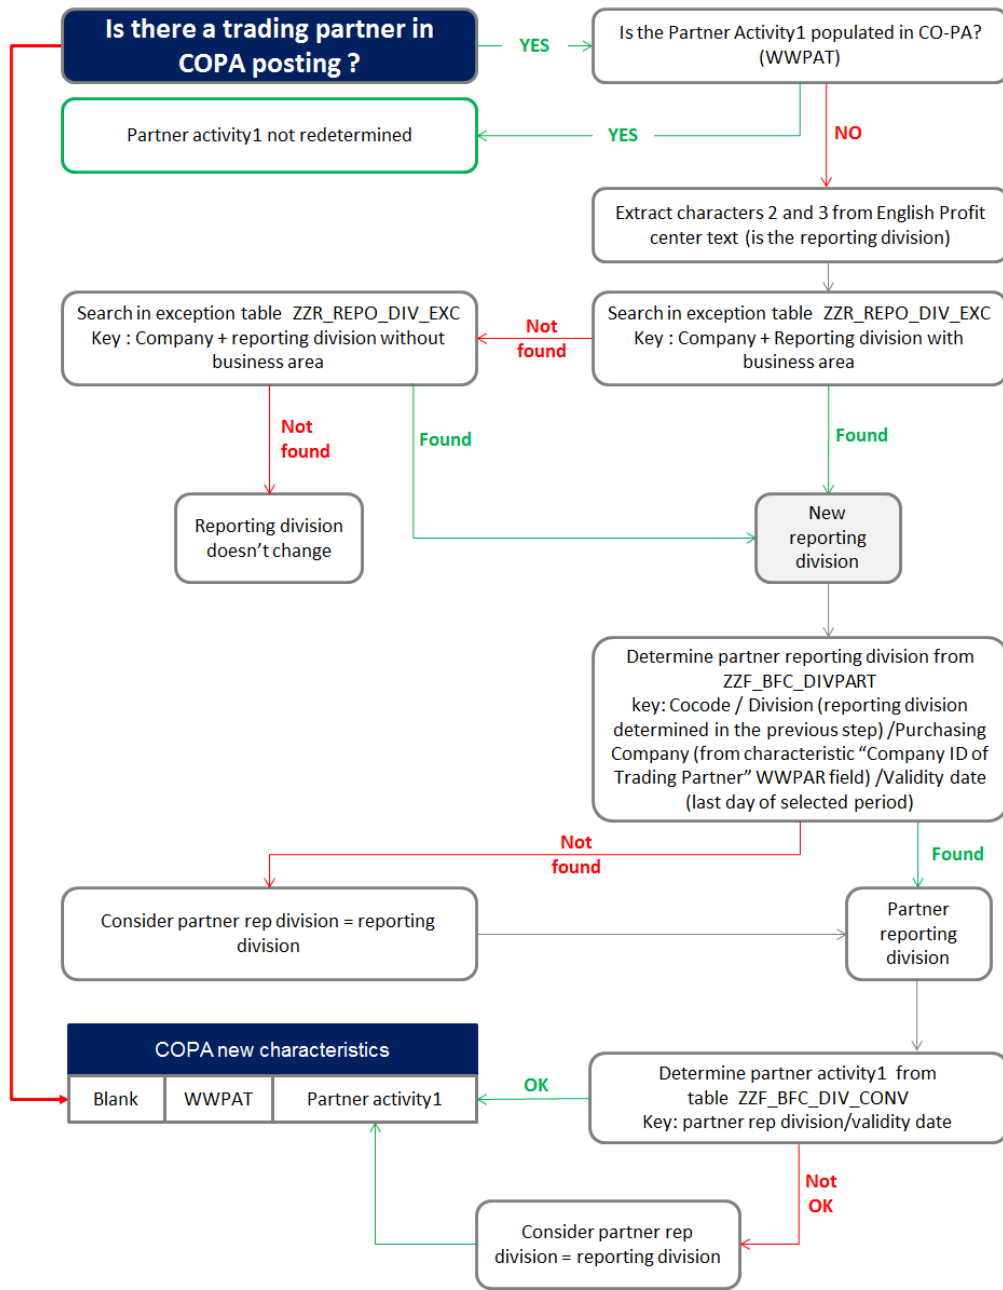 Is there a trading partner in
COPA posting ?
YES
Is the Partner Activity1 populated in CO-PA?
(WWPAT)
Partner activity1 not redetermined
YES
NO
Extract characters 2 and 3 from English Profit
center text (is the reporting division)
Search in exception table ZZR_REPO_DIV_EXC
Key : Company + reporting division without
business area
Not
found
Search in exception table ZZR_REPO_DIV_EXC
Key : Company + Reporting division with
business area
Not
found
Found
Found
Reporting division
doesn't change
New
reporting
division
Determine partner reporting division from
ZZF_BFC_DIVPART
key: Cocode / Division (reporting division
determined in the previous step) /Purchasing
Company (from characteristic “Company ID of
Trading Partner” WWPAR field) /Validity date
(last day of selected period)
Not
found
Found
Consider partner rep division = reporting
division
Partner
reporting
division
COPA new characteristics
Blank
WWPAT
Partner activity1
OK
Determine partner activity1 from
table ZZF_BFC_DIV_CONV
Key: partner rep division/validity date
Not
OK
Consider partner rep
division = reporting division